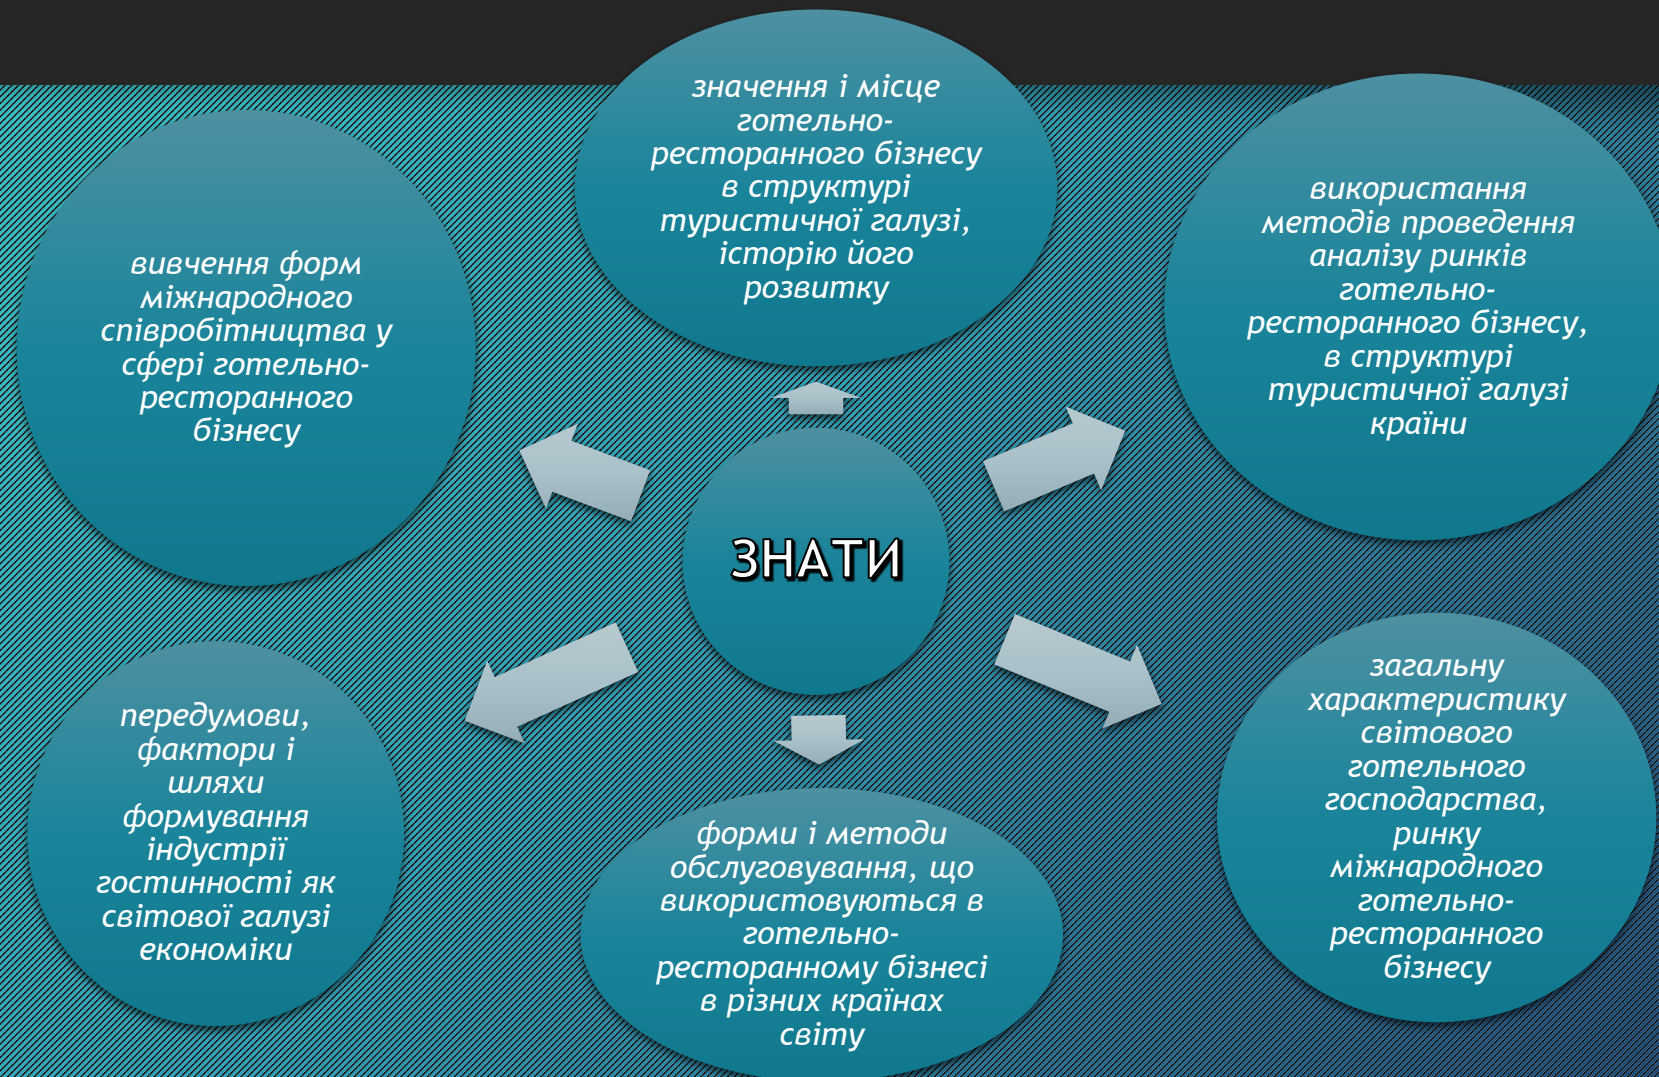 значення і місце
готельно-
ресторанного бізнесу
в структурі
туристичної галузі,
історію його
розвитку
використання
методів проведення
аналізу ринків
готельно-
ресторанного бізнесу,
в структурі
туристичної галузі
країни
вивчення форм
міжнародного
співробітництва у
сфері готельно-
ресторанного
бізнесу
ЗНАТИ
загальну
характеристику
світового
готельного
господарства,
ринку
міжнародного
готельно-
ресторанного
бізнесу
передумови,
фактори і
шляхи
формування
індустрії
гостинності як
світової галузі
економіки
форми і методи
обслуговування, що
використовуються в
готельно-
ресторанному бізнесі
в різних країнах
світу